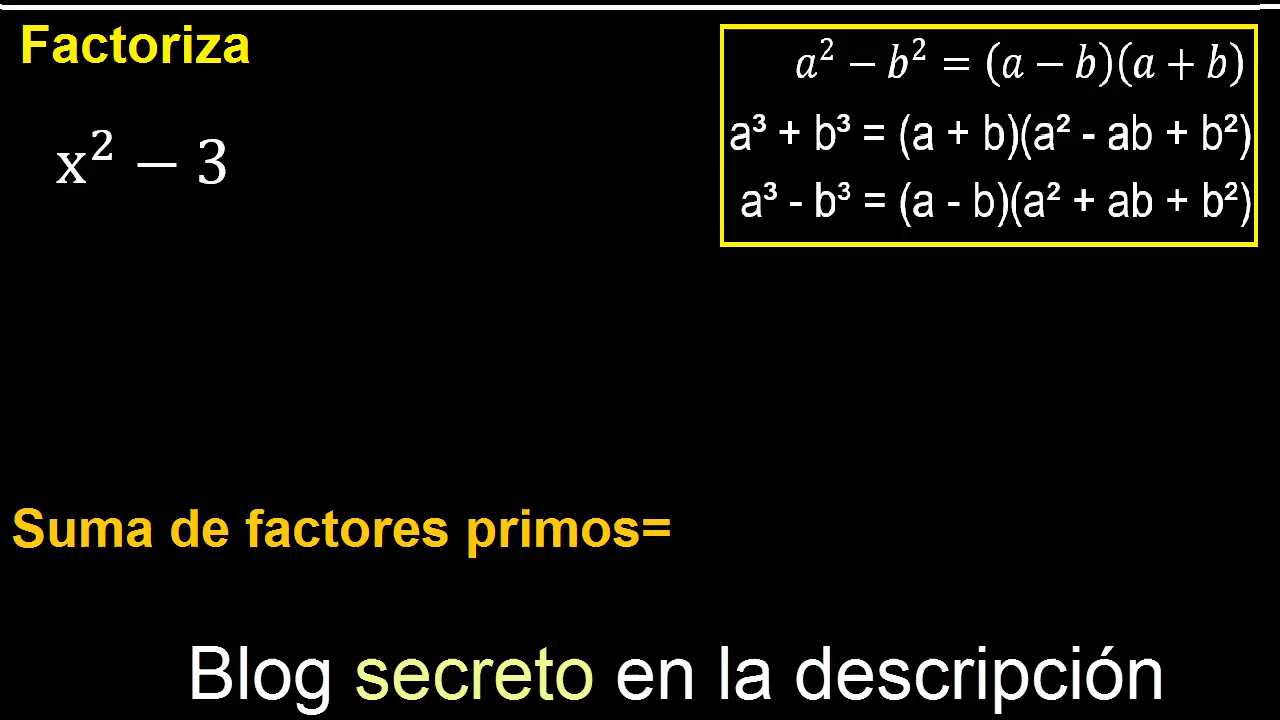 Factoriza
x² − 3
a² − b² = (a − b)(a + b)
a³ + b³ = (a + b)(a² - ab + b²)
a³ - b³ = (a - b)(a² + ab + b²)
Suma de factores primos=
Blog secreto en la descripción